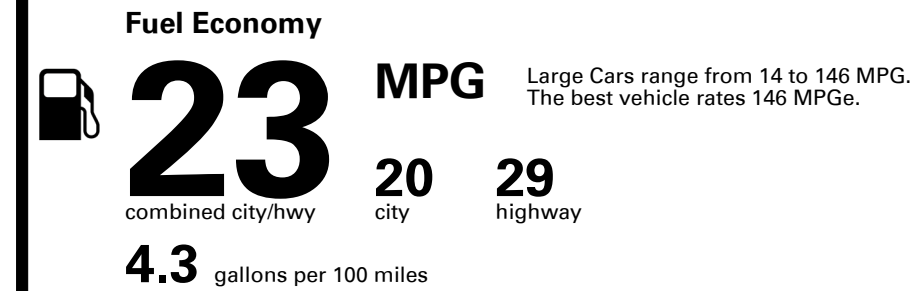 Fuel Economy
23 MPG
Large Cars range from 14 to 146 MPG.
The best vehicle rates 146 MPGe.
20 29
combined city/hwy city highway
4.3 gallons per 100 miles